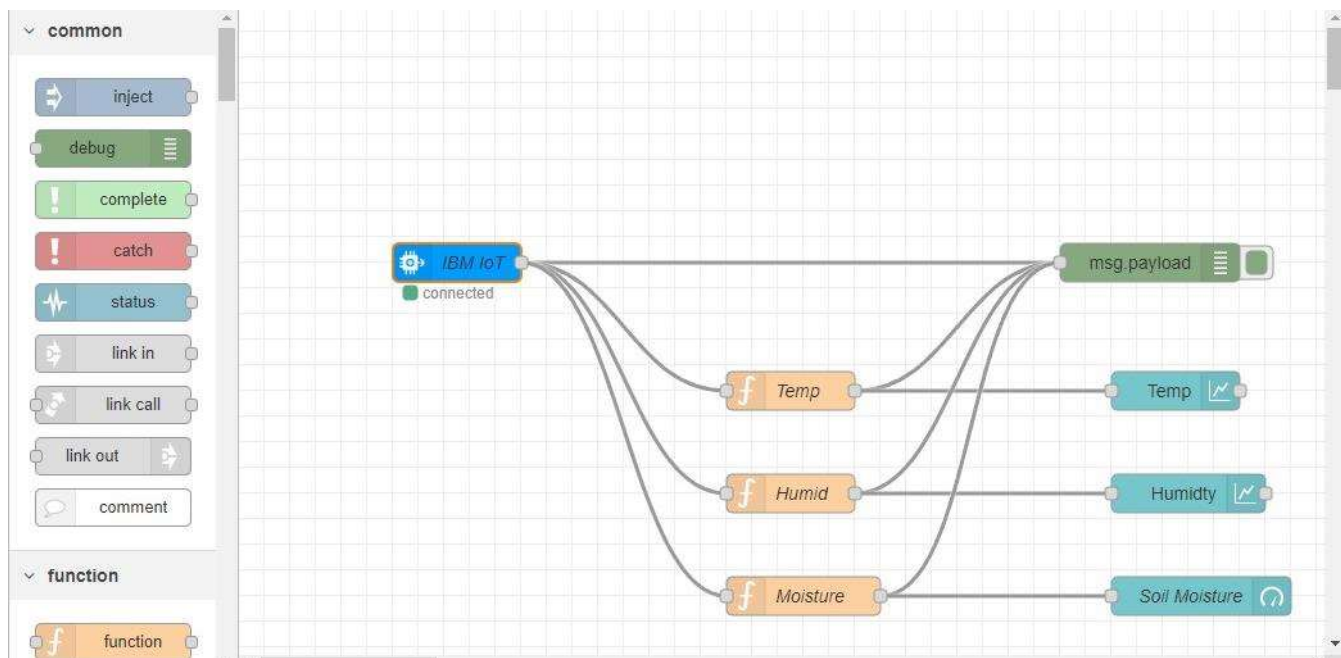 common
inject
debug
complete
catch
status
link in
link call
link out
comment
function
function
IBM IoT
connected
msg.payload
Temp
Temp
Humid
Humidty
Moisture
Soil Moisture